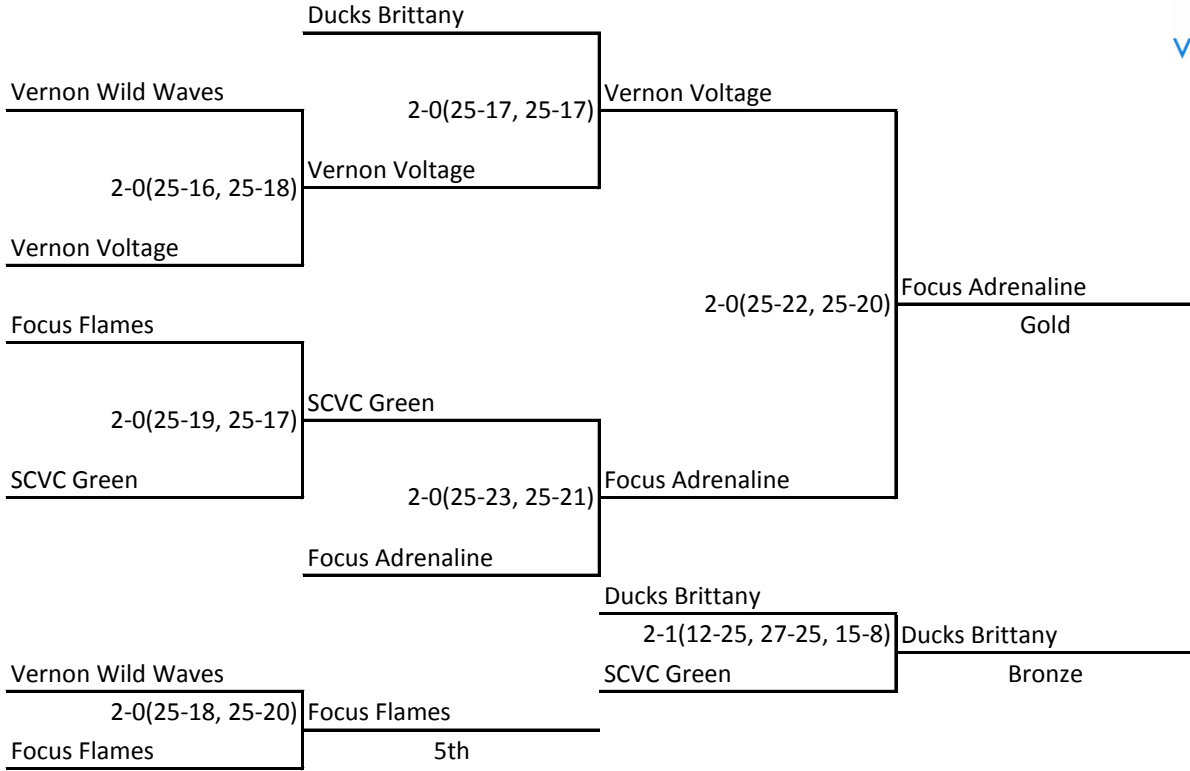 Ducks Brittany
Vernon Wild Waves
2-0(25-17, 25-17)
Vernon Voltage
2-0(25-16, 25-18)
Vernon Voltage
Vernon Voltage
Focus Flames
2-0(25-22, 25-20)
Focus Adrenaline
Gold
2-0(25-19, 25-17)
SCVC Green
SCVC Green
2-0(25-23, 25-21)
Focus Adrenaline
Focus Adrenaline
Ducks Brittany
2-1(12-25, 27-25, 15-8)
Ducks Brittany
Vernon Wild Waves
SCVC Green
Bronze
2-0(25-18, 25-20)
Focus Flames
Focus Flames
5th